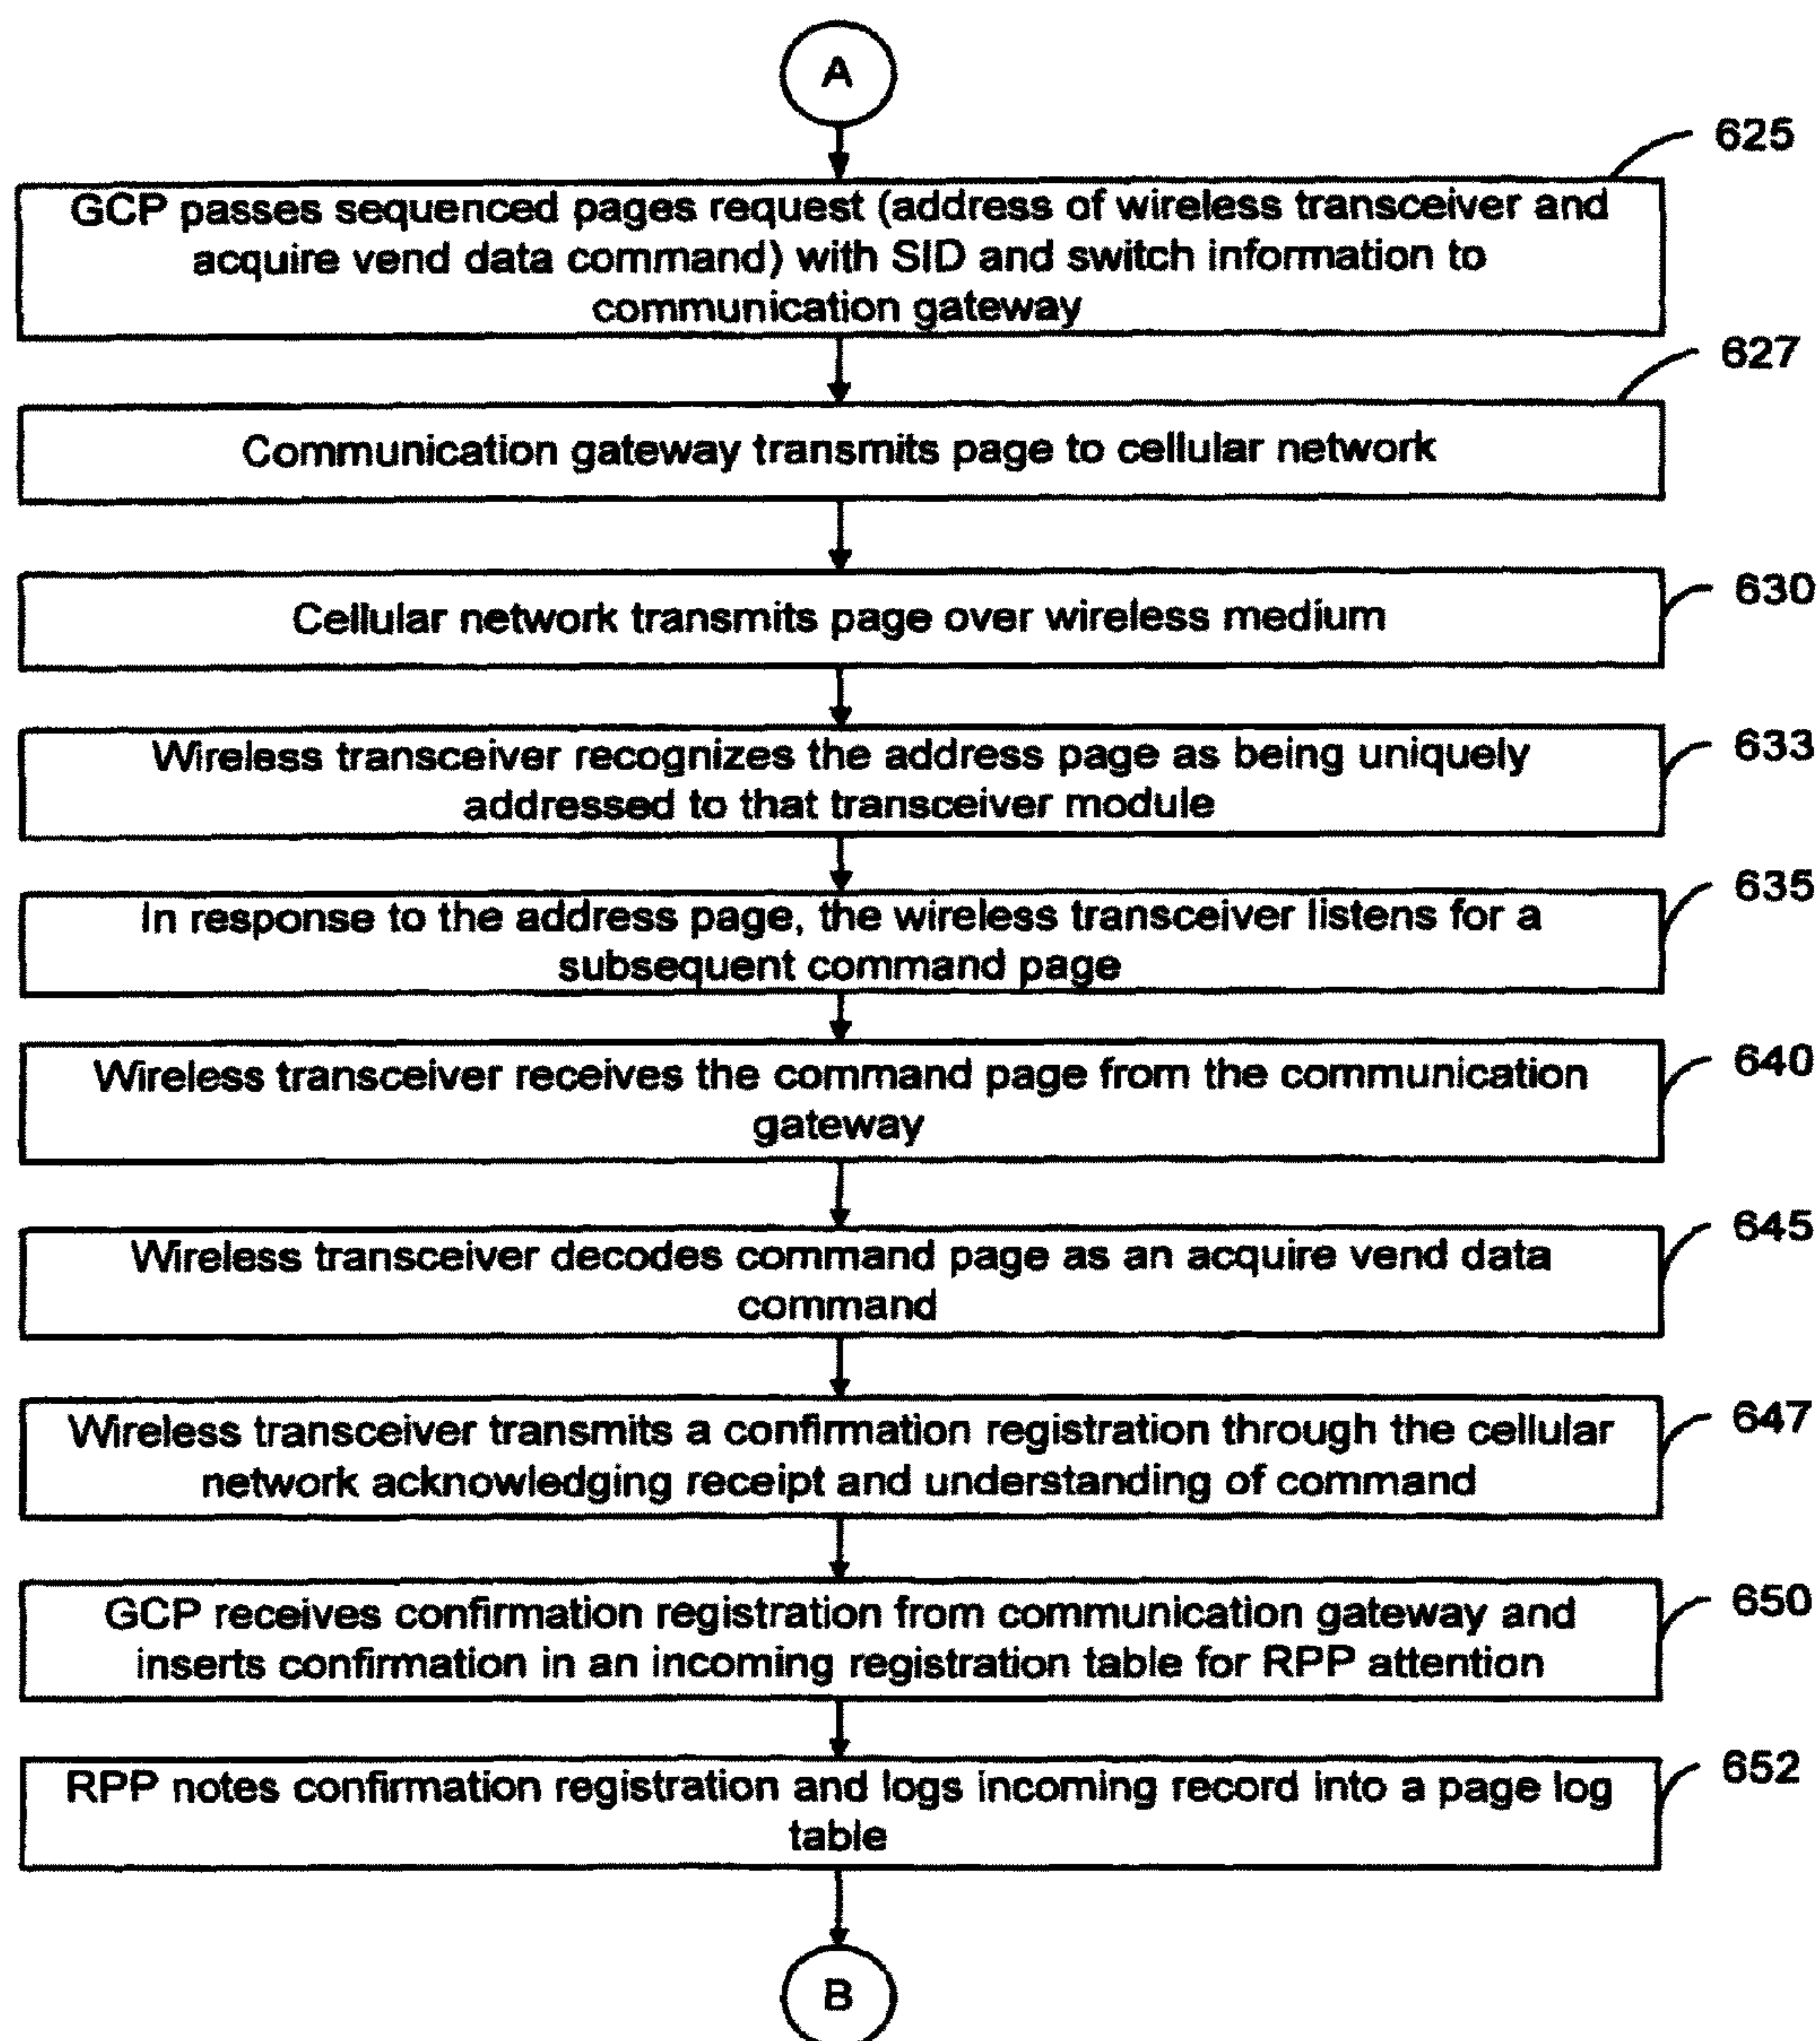 A
625
GCP passes sequenced pages request (address of wireless transceiver and
acquire vend data command) with SID and switch information to
communication gateway
627
Communication gateway transmits page to cellular network
630
Cellular network transmits page over wireless medium
633
Wireless transceiver recognizes the address page as being uniquely
addressed to that transceiver module
635
In response to the address page, the wireless transceiver listens for a
subsequent command page
640
Wireless transceiver receives the command page from the communication
gateway
645
Wireless transceiver decodes command page as an acquire vend data
command
647
Wireless transceiver transmits a confirmation registration through the cellular
network acknowledging receipt and understanding of command
650
GCP receives confirmation registration from communication gateway and
inserts confirmation in an incoming registration table for RPP attention
652
RPP notes confirmation registration and logs incoming record into a page log
table
B